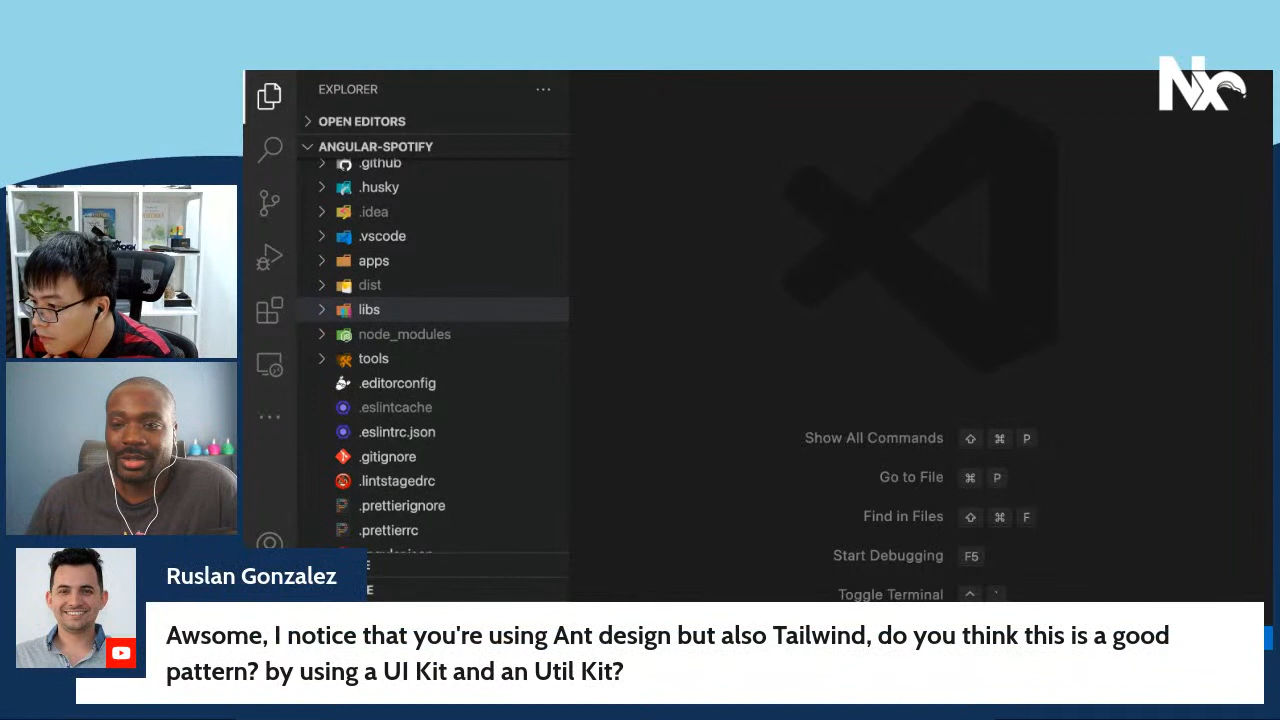 Nx
EXPLORER ...
OPEN EDITORS
ANGULAR-SPOTIFY
.github
.husky
.idea
.vscode
apps
dist
libs
node_modules
tools
.editorconfig
.eslintcache
.eslintrc.json
.gitignore
.lintstagedrc
.prettierignore
.prettierrc
E
E
Show All Commands ⇧ ⌘ P
Go to File ⌘ P
Find in Files ⇧ ⌘ F
Start Debugging F5
Toggle Terminal ^ `
Ruslan Gonzalez
Awsome, I notice that you're using Ant design but also Tailwind, do you think this is a good
pattern? by using a UI Kit and an Util Kit?